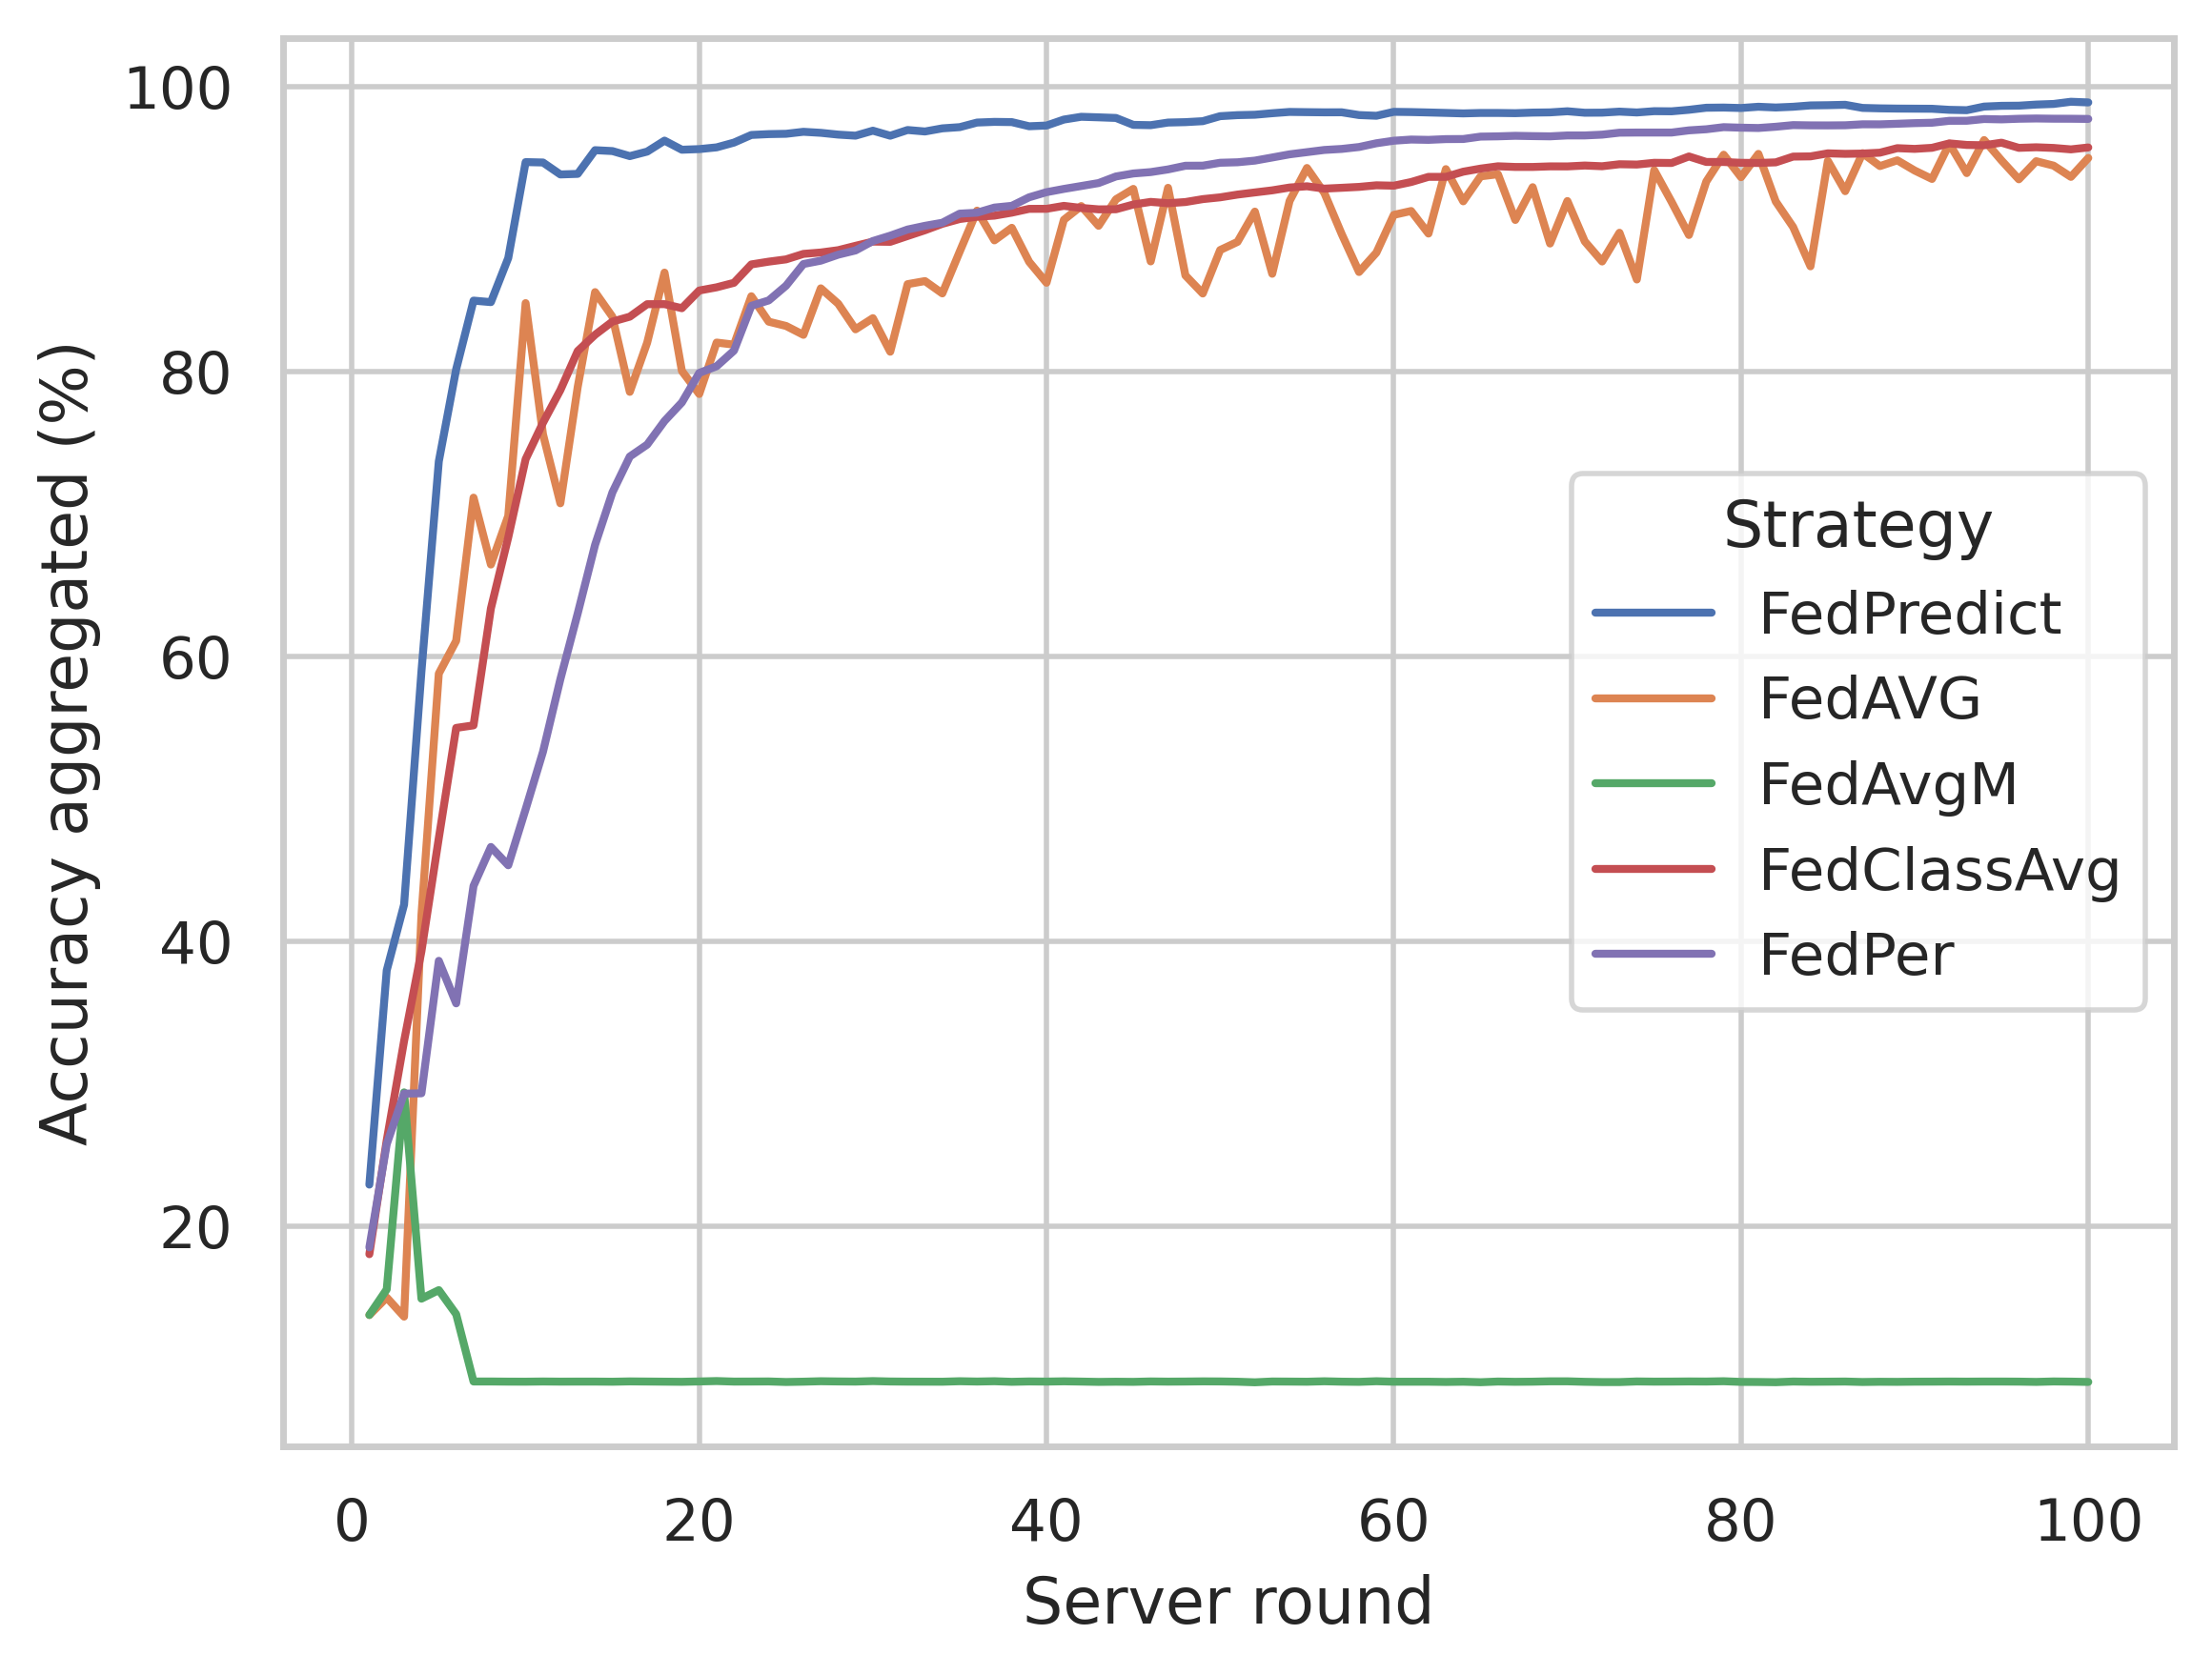 100
80
60
40
20
Accuracy aggregated (%)
Strategy
FedPredict
FedAVG
FedAvgM
FedClassAvg
FedPer
0 20 40 60 80 100
Server round